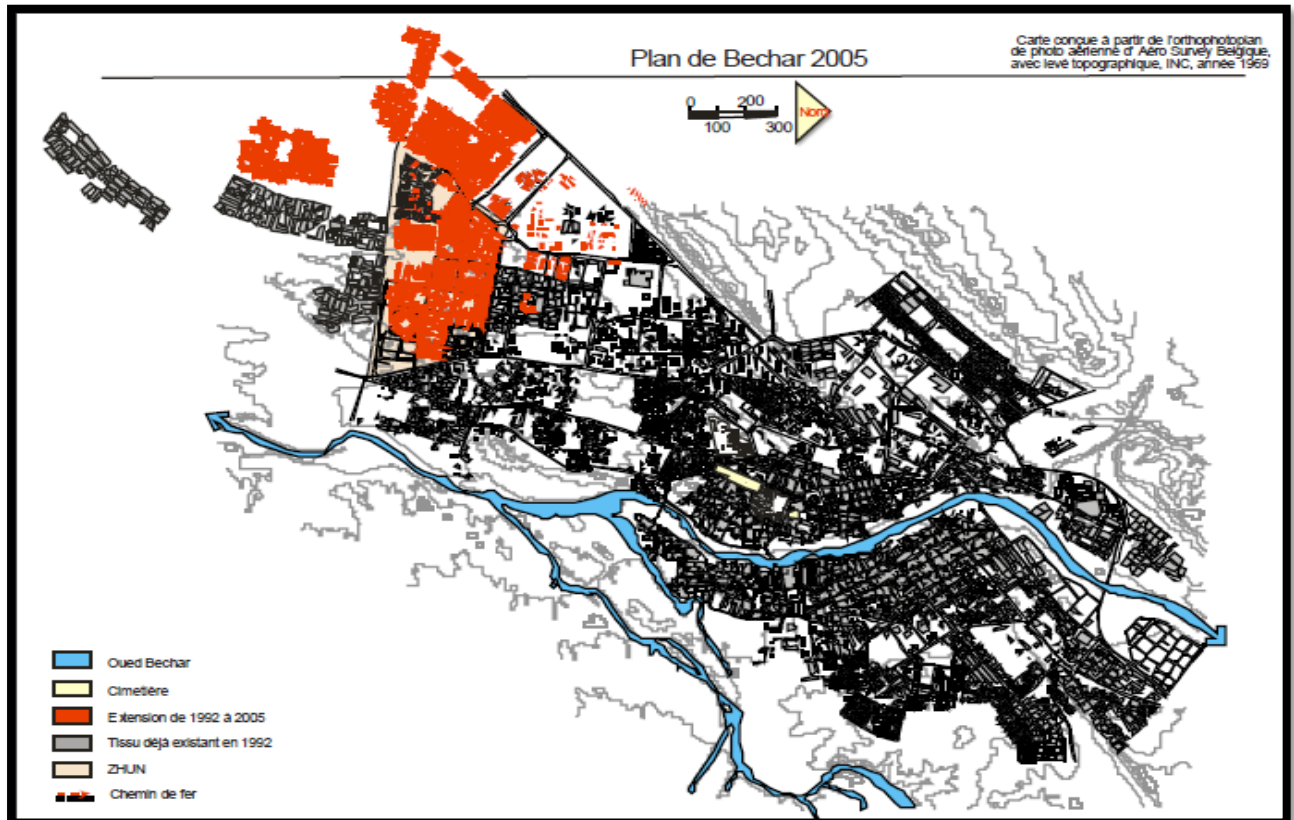 Plan de Bechar 2005
Carte conçue à partir de l'orthophotoplan
de photo aérienne d' Aéro Survey Belgique,
avec levé topographique, INC, année 1969
0 200
100 300
Nord
Oued Bechar
Cimetière
Extension de 1992 à 2005
Tissu déjà existant en 1992
ZHUN
Chemin de fer